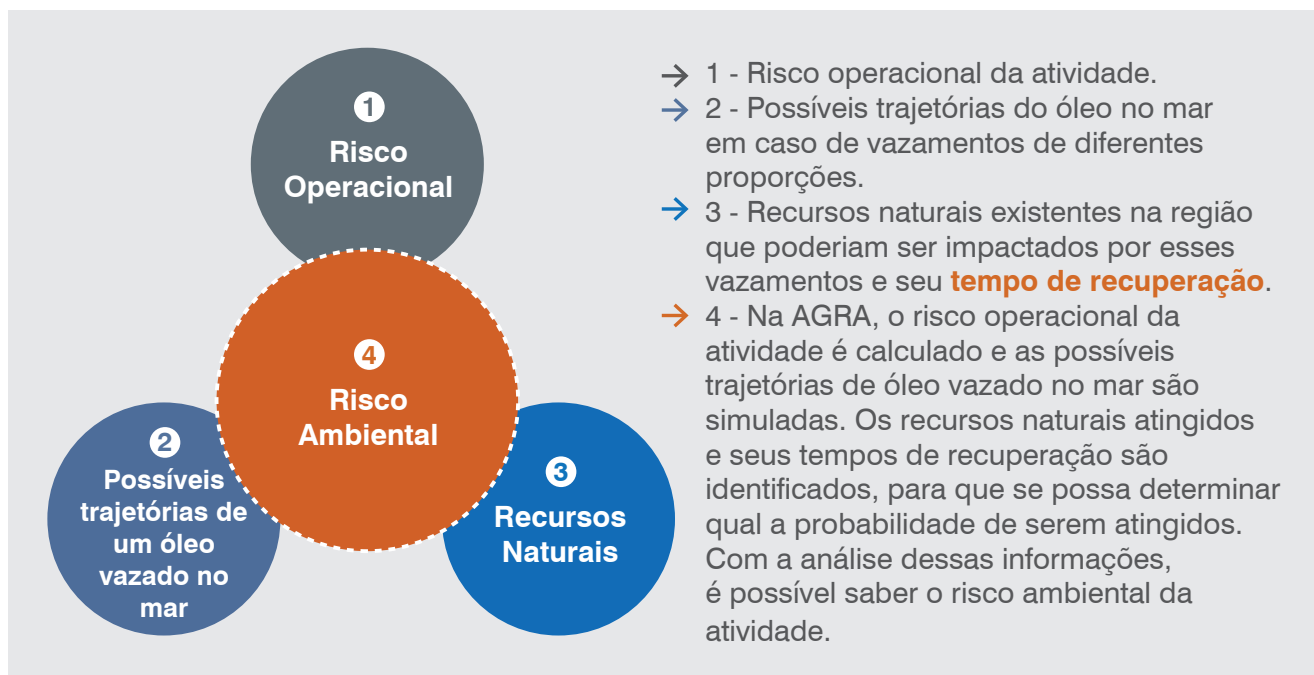 1
Risco
Operacional
4
Risco
Ambiental
2
Possíveis
trajetórias de
um óleo
vazado no
mar
3
Recursos
Naturais
→ 1 - Risco operacional da atividade.
→ 2 - Possíveis trajetórias do óleo no mar
em caso de vazamentos de diferentes
proporções.
→ 3 - Recursos naturais existentes na região
que poderiam ser impactados por esses
vazamentos e seu tempo de recuperação.
→ 4 - Na AGRA, o risco operacional da
atividade é calculado e as possíveis
trajetórias de óleo vazado no mar são
simuladas. Os recursos naturais atingidos
e seus tempos de recuperação são
identificados, para que se possa determinar
qual a probabilidade de serem atingidos.
Com a análise dessas informações,
é possível saber o risco ambiental da
atividade.